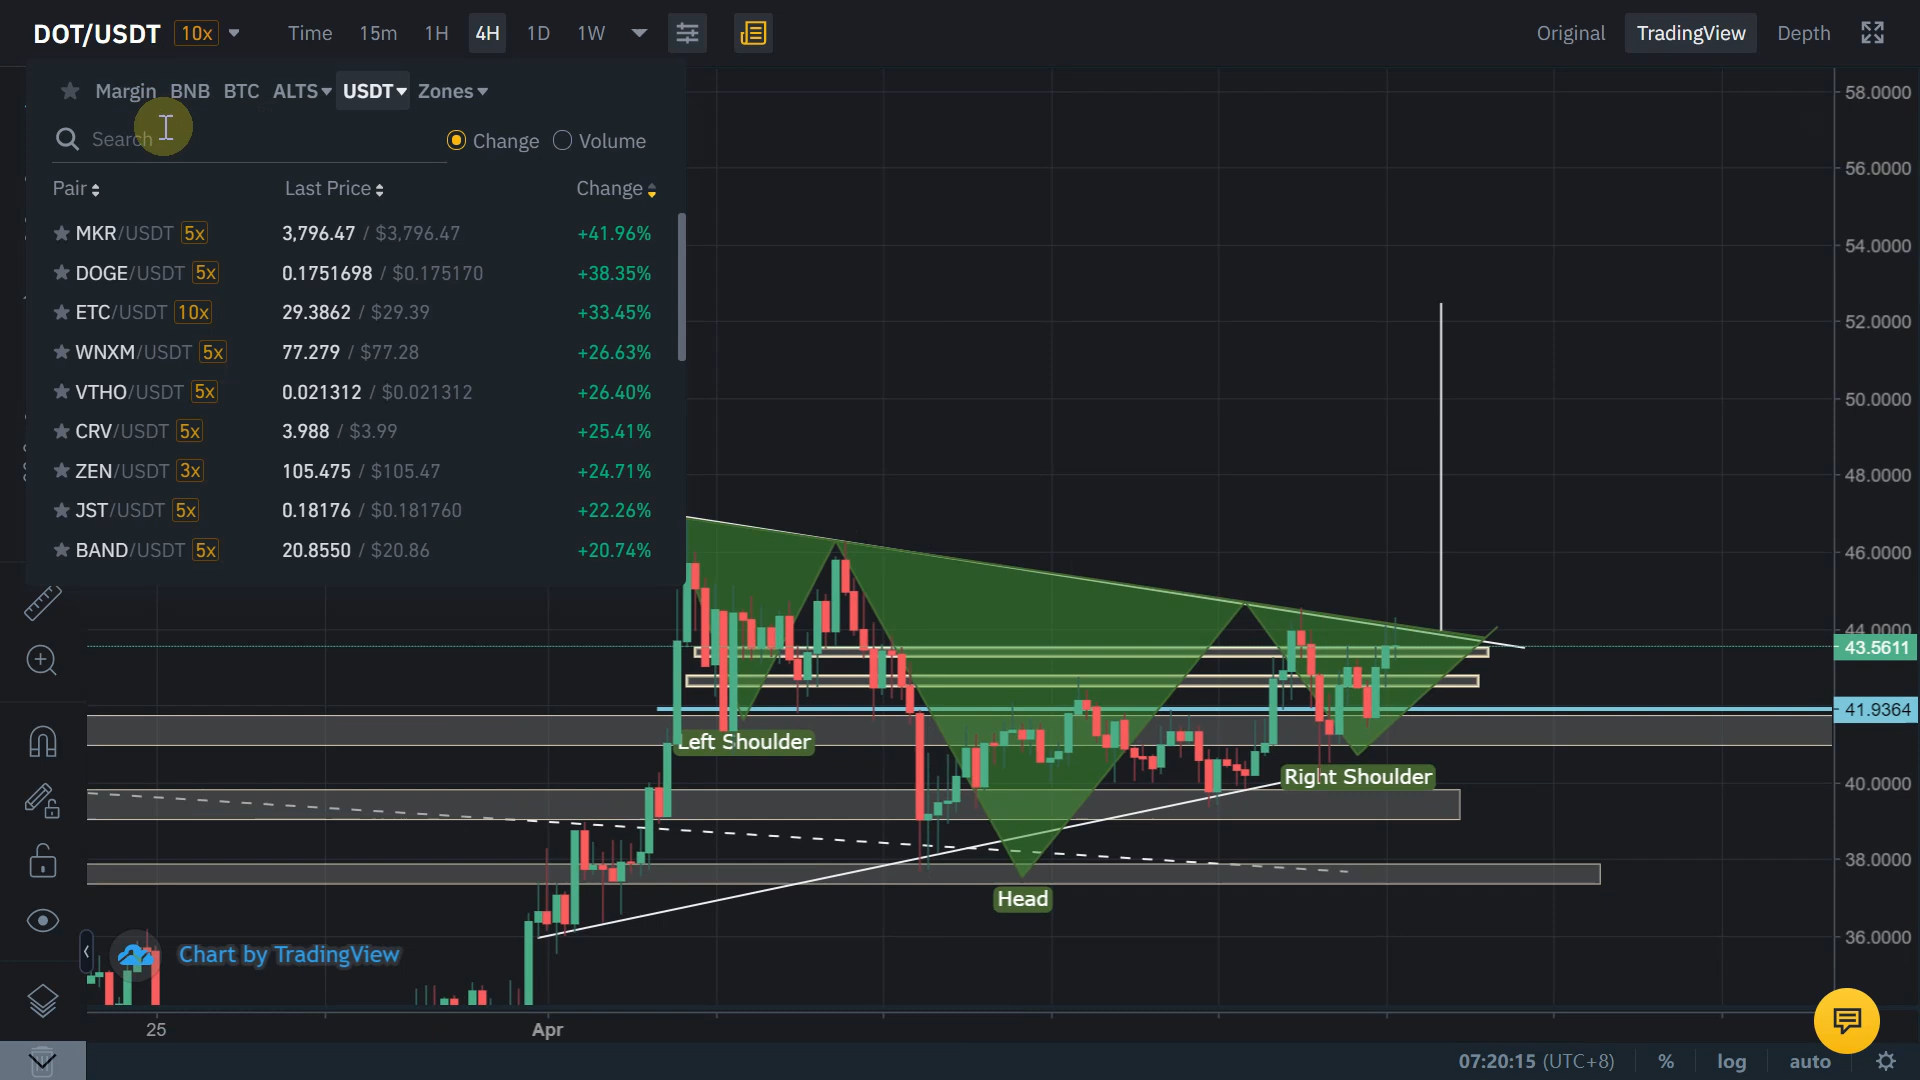 DOT/USDT 10x Time 15m 1H 4H 1D 1W Original TradingView Depth
Margin BNB BTC ALTS USDT Zones
Search Change Volume
Pair Last Price Change
MKR/USDT 5x 3,796.47 / $3,796.47 +41.96%
DOGE/USDT 5x 0.1751698 / $0.175170 +38.35%
ETC/USDT 10x 29.3862 / $29.39 +33.45%
WNXM/USDT 5x 77.279 / $77.28 +26.63%
VTHO/USDT 5x 0.021312 / $0.021312 +26.40%
CRV/USDT 5x 3.988 / $3.99 +25.41%
ZEN/USDT 3x 105.475 / $105.47 +24.71%
JST/USDT 5x 0.18176 / $0.181760 +22.26%
BAND/USDT 5x 20.8550 / $20.86 +20.74%
58.0000
56.0000
54.0000
52.0000
50.0000
48.0000
46.0000
44.0000
43.5611
41.9364
40.0000
38.0000
36.0000
Left Shoulder
Right Shoulder
Head
Chart by TradingView
25 Apr
07:20:15 (UTC+8) % log auto